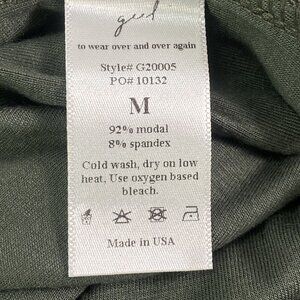 to wear over and over again
Style# G20005
PO# 10132
M
92% modal
8% spandex
Cold wash, dry on low
heat, Use oxygen based
bleach.
Made in USA